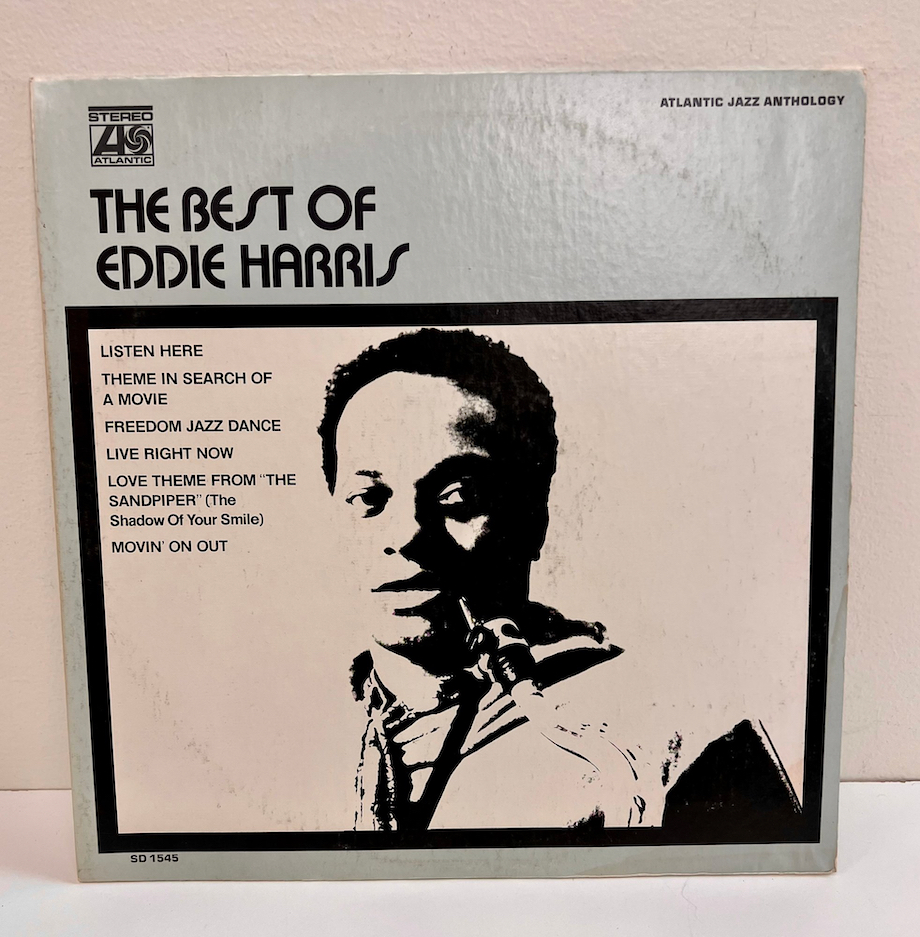 STEREO
ATLANTIC
ATLANTIC JAZZ ANTHOLOGY
THE BEST OF
EDDIE HARRIS
LISTEN HERE
THEME IN SEARCH OF
A MOVIE
FREEDOM JAZZ DANCE
LIVE RIGHT NOW
LOVE THEME FROM “THE
SANDPIPER” (The
Shadow Of Your Smile)
MOVIN’ ON OUT
SD 1545